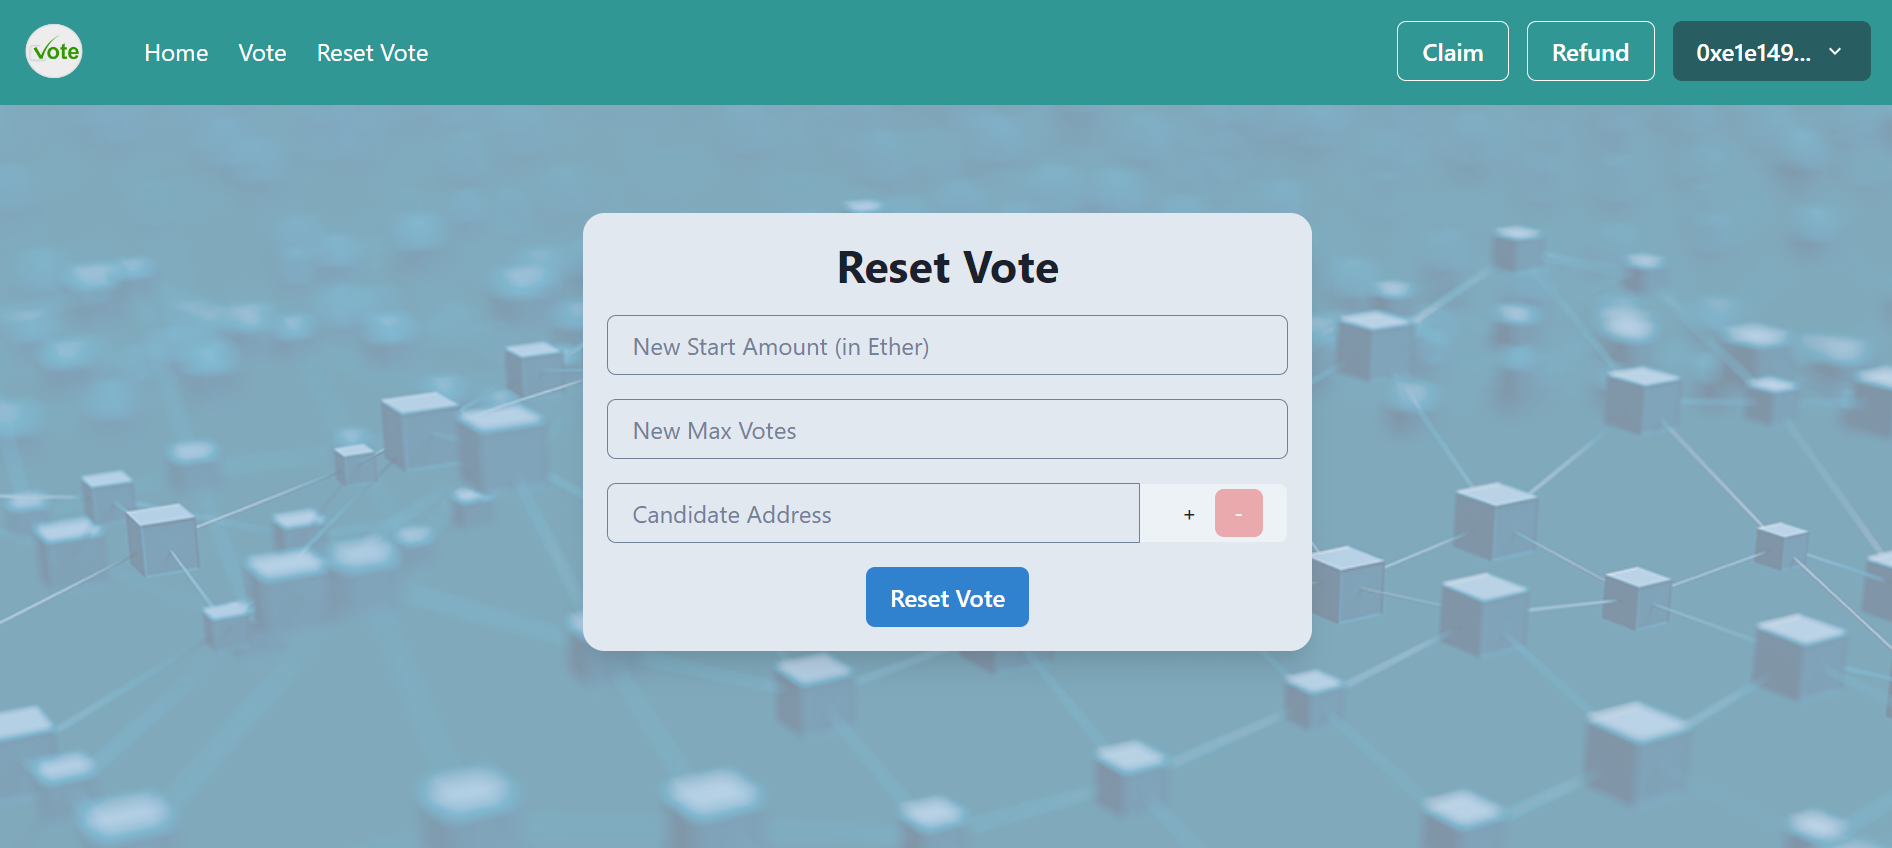 Vote
Home
Vote
Reset Vote
Claim
Refund
0xe1e149...
Reset Vote
New Start Amount (in Ether)
New Max Votes
Candidate Address
+
-
Reset Vote